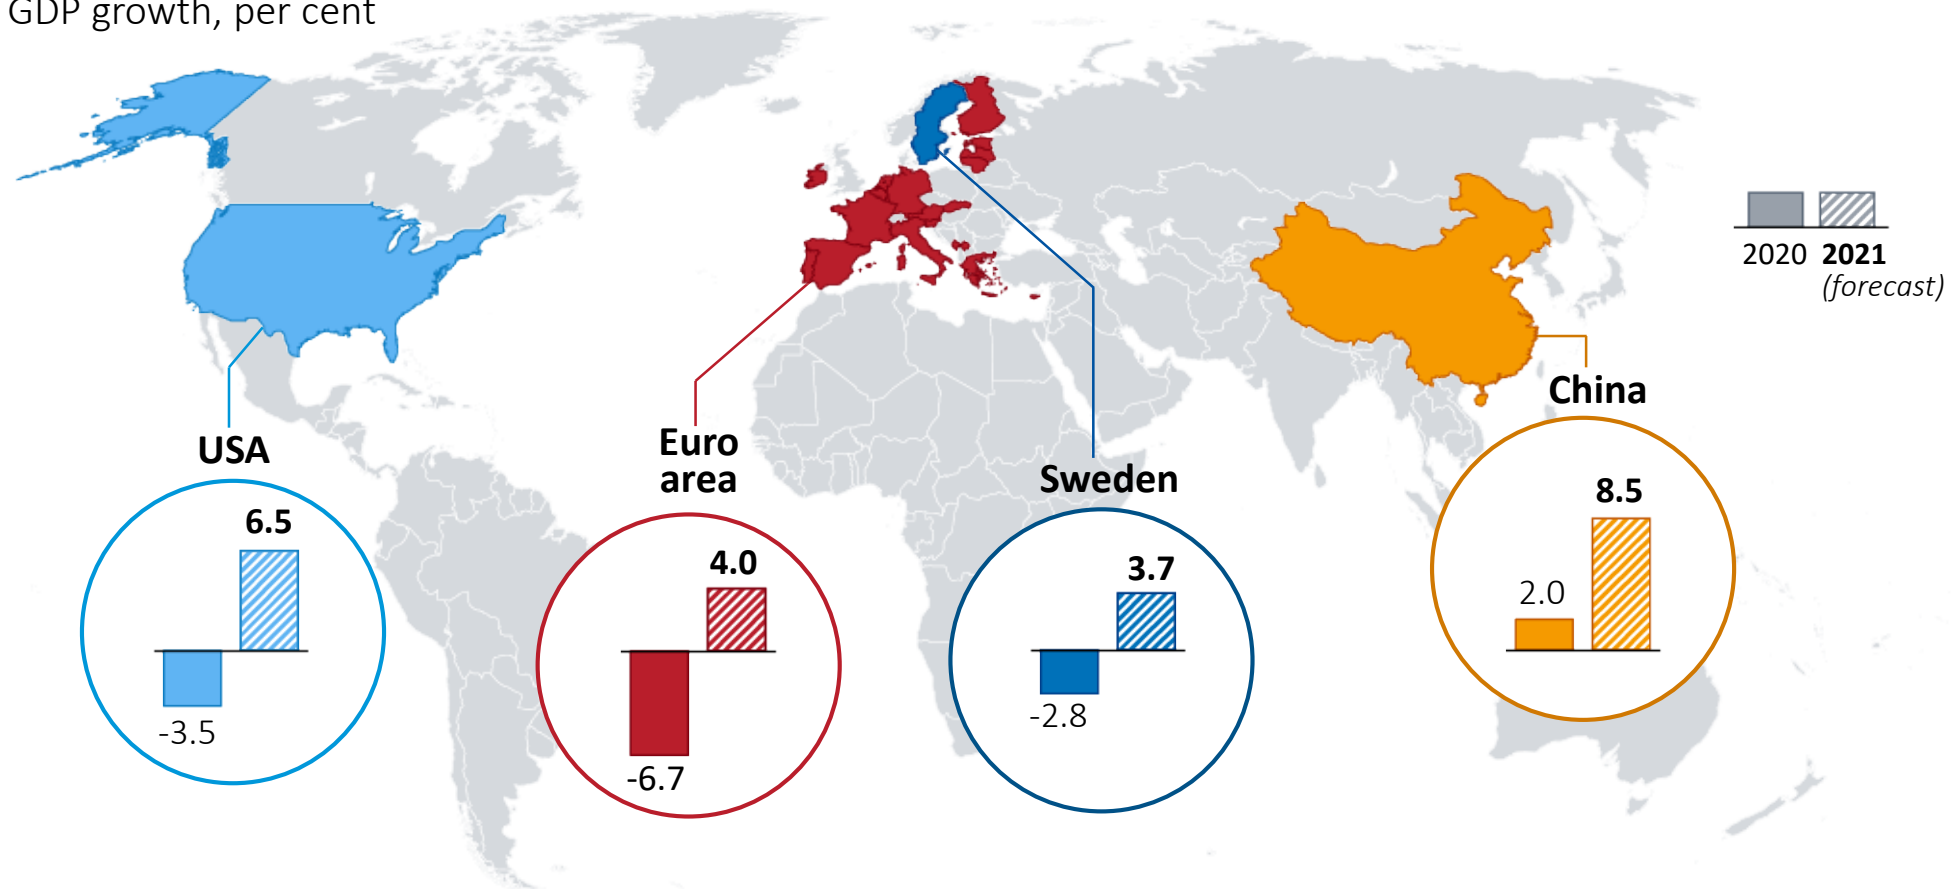 GDP growth, per cent
2020 2021
(forecast)
USA
6.5
-3.5
Euro
area
4.0
-6.7
Sweden
3.7
-2.8
China
8.5
2.0